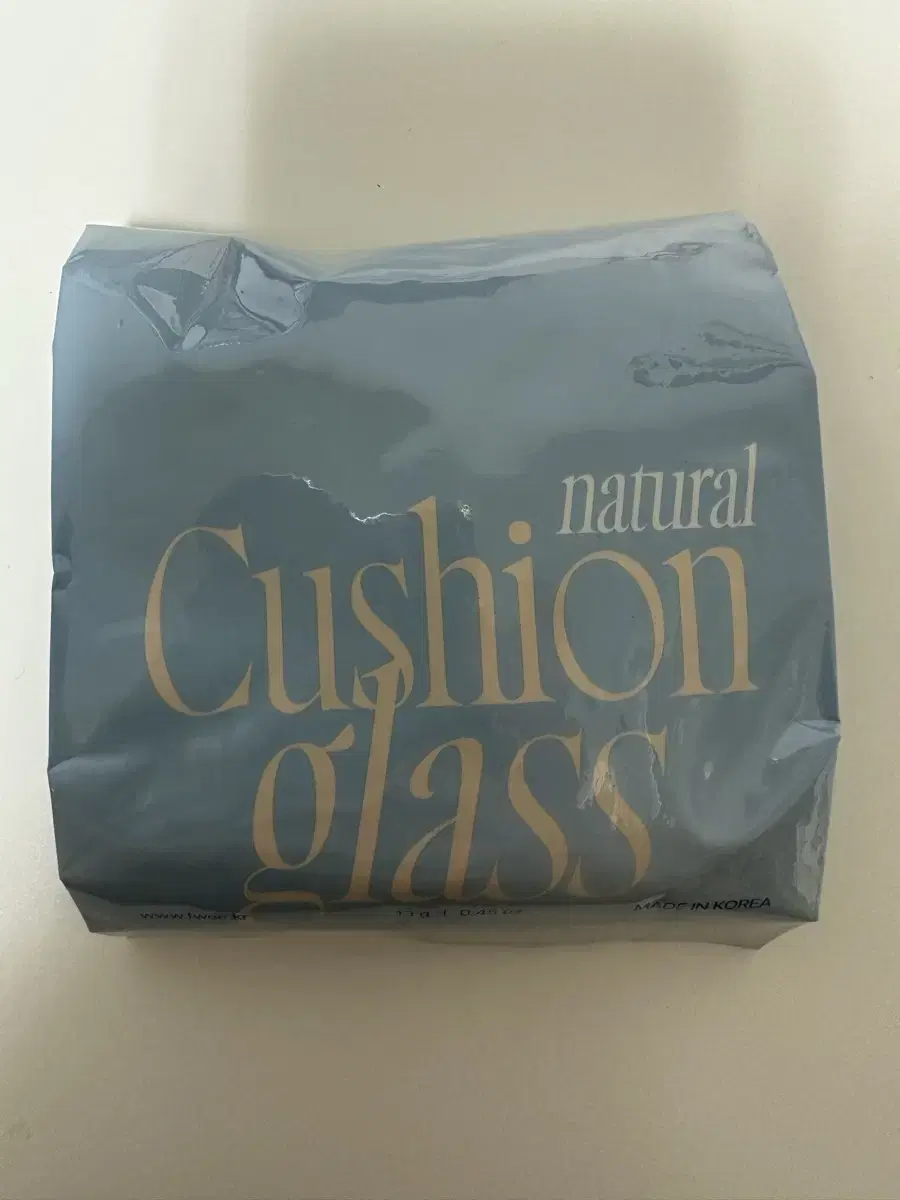 natural
Cushion
glass
MADE IN KOREA